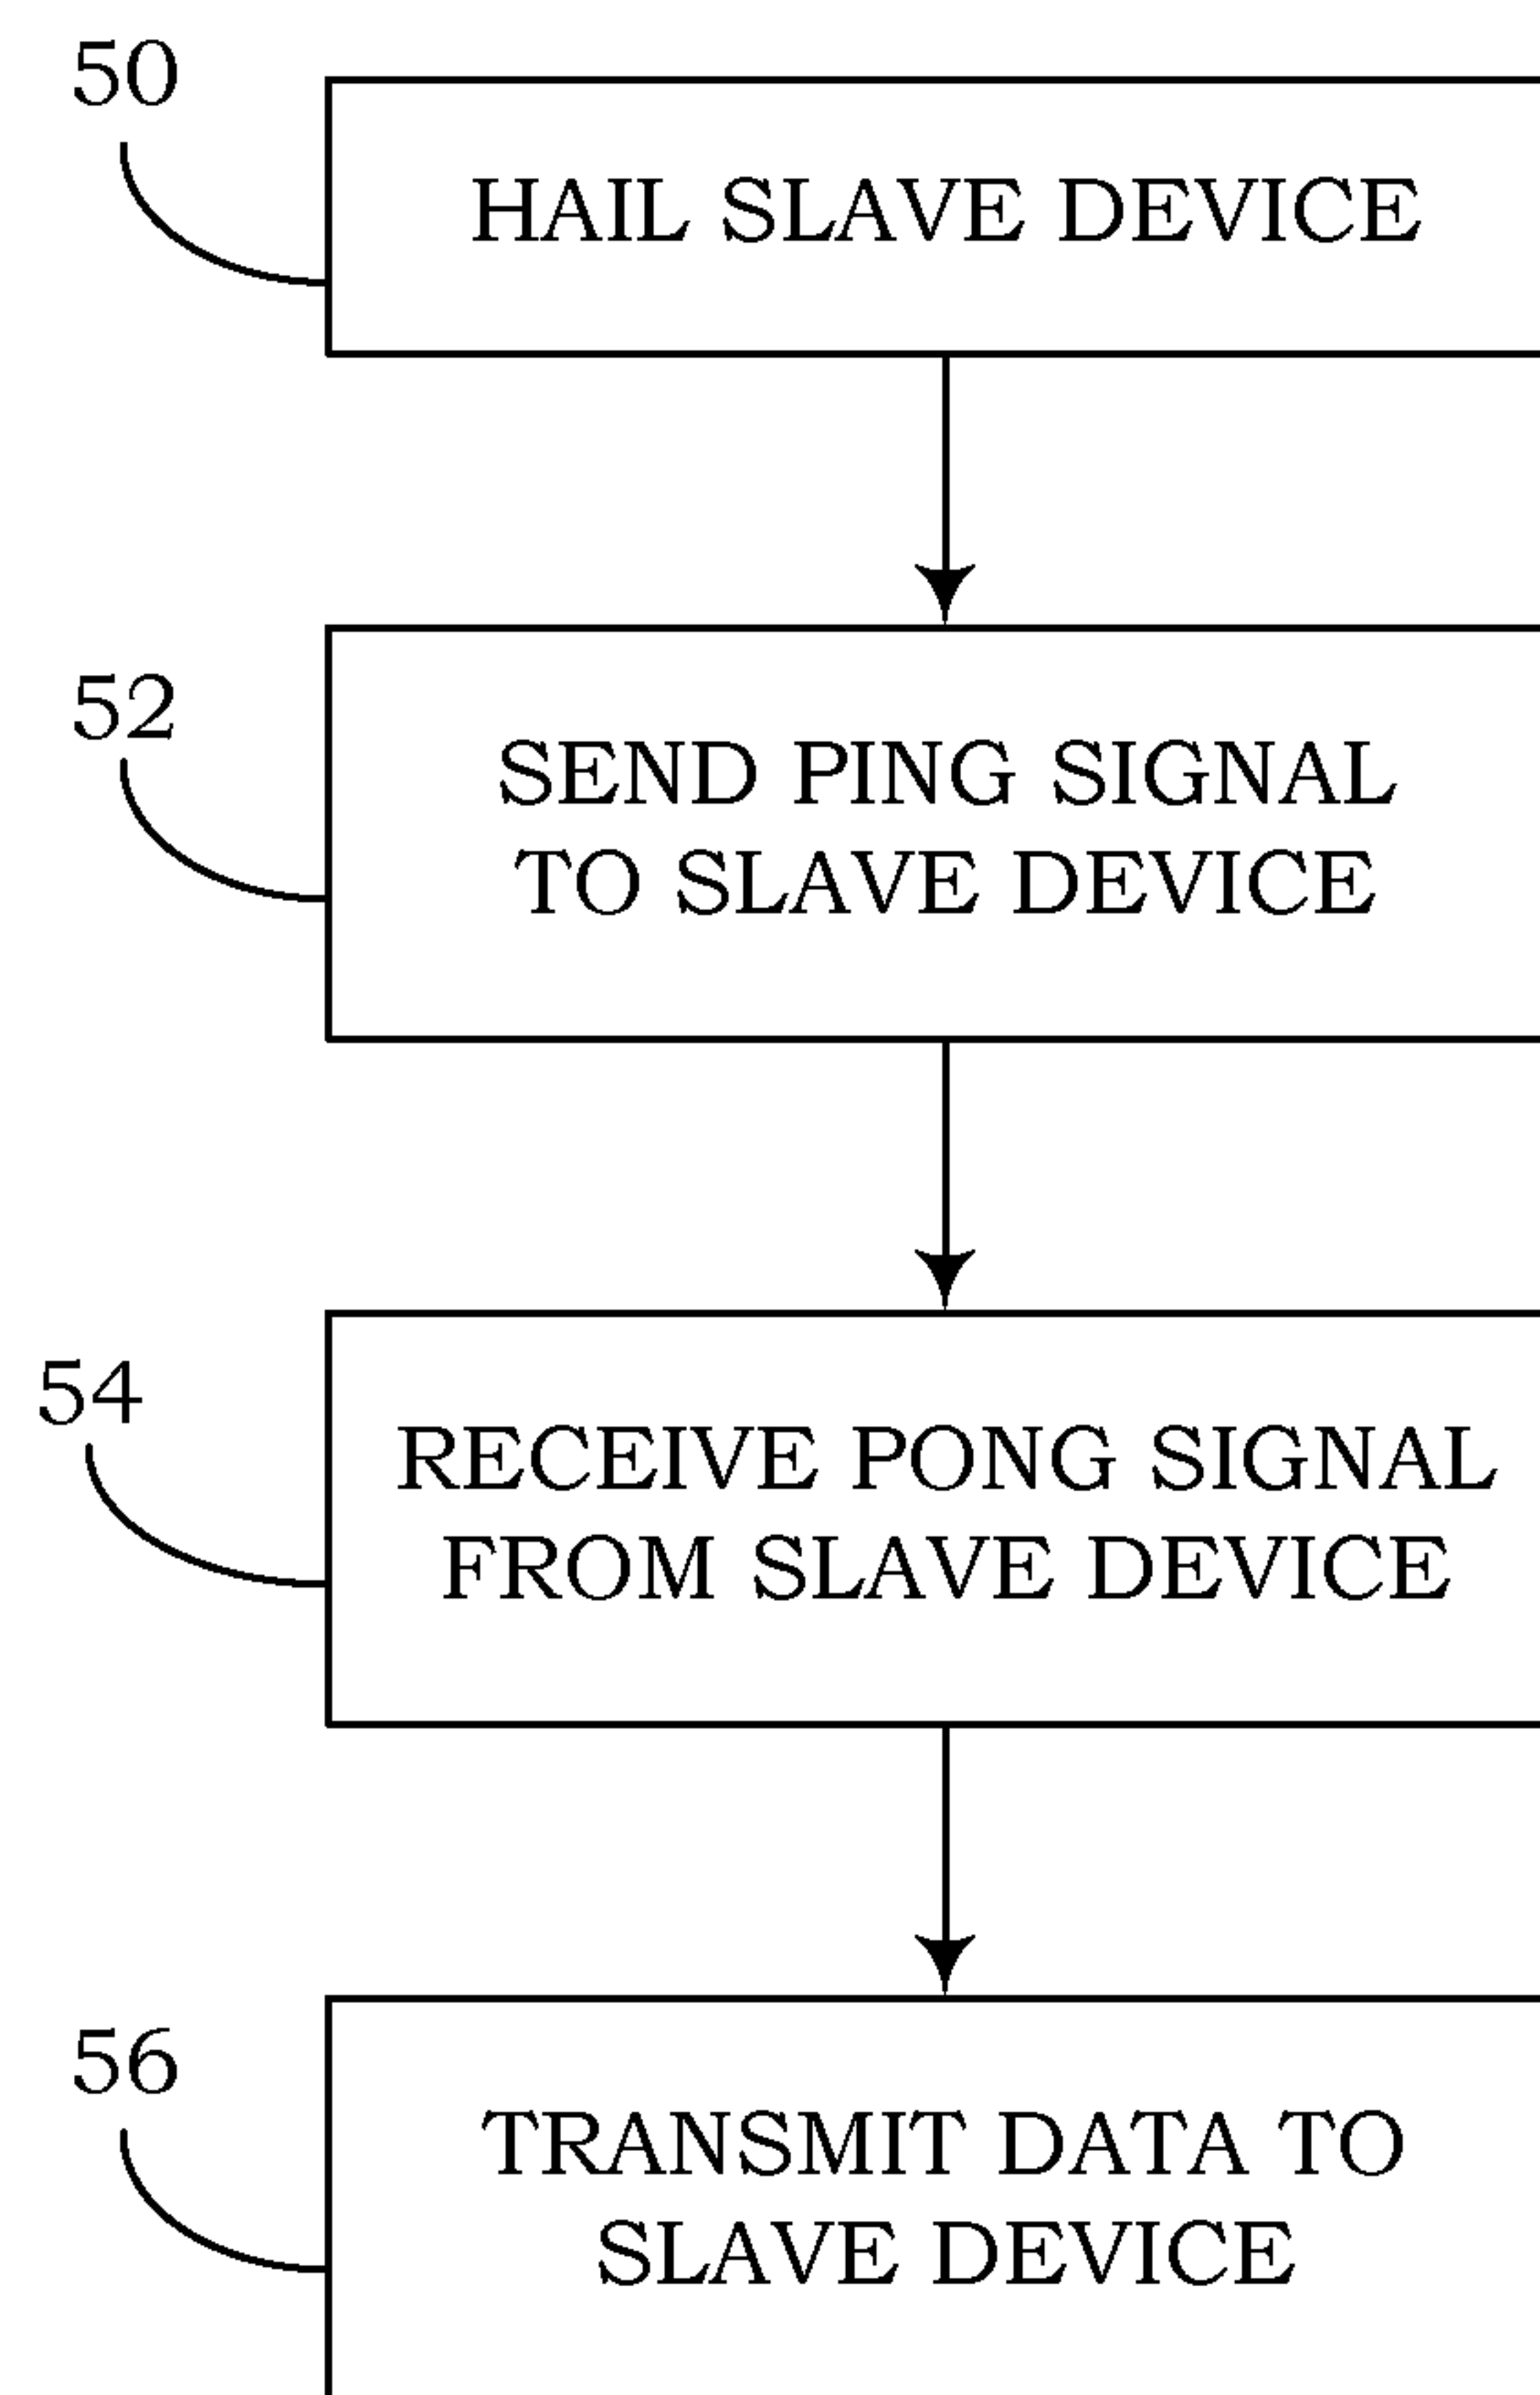 50
HAIL SLAVE DEVICE
52
SEND PING SIGNAL
TO SLAVE DEVICE
54
RECEIVE PONG SIGNAL
FROM SLAVE DEVICE
56
TRANSMIT DATA TO
SLAVE DEVICE